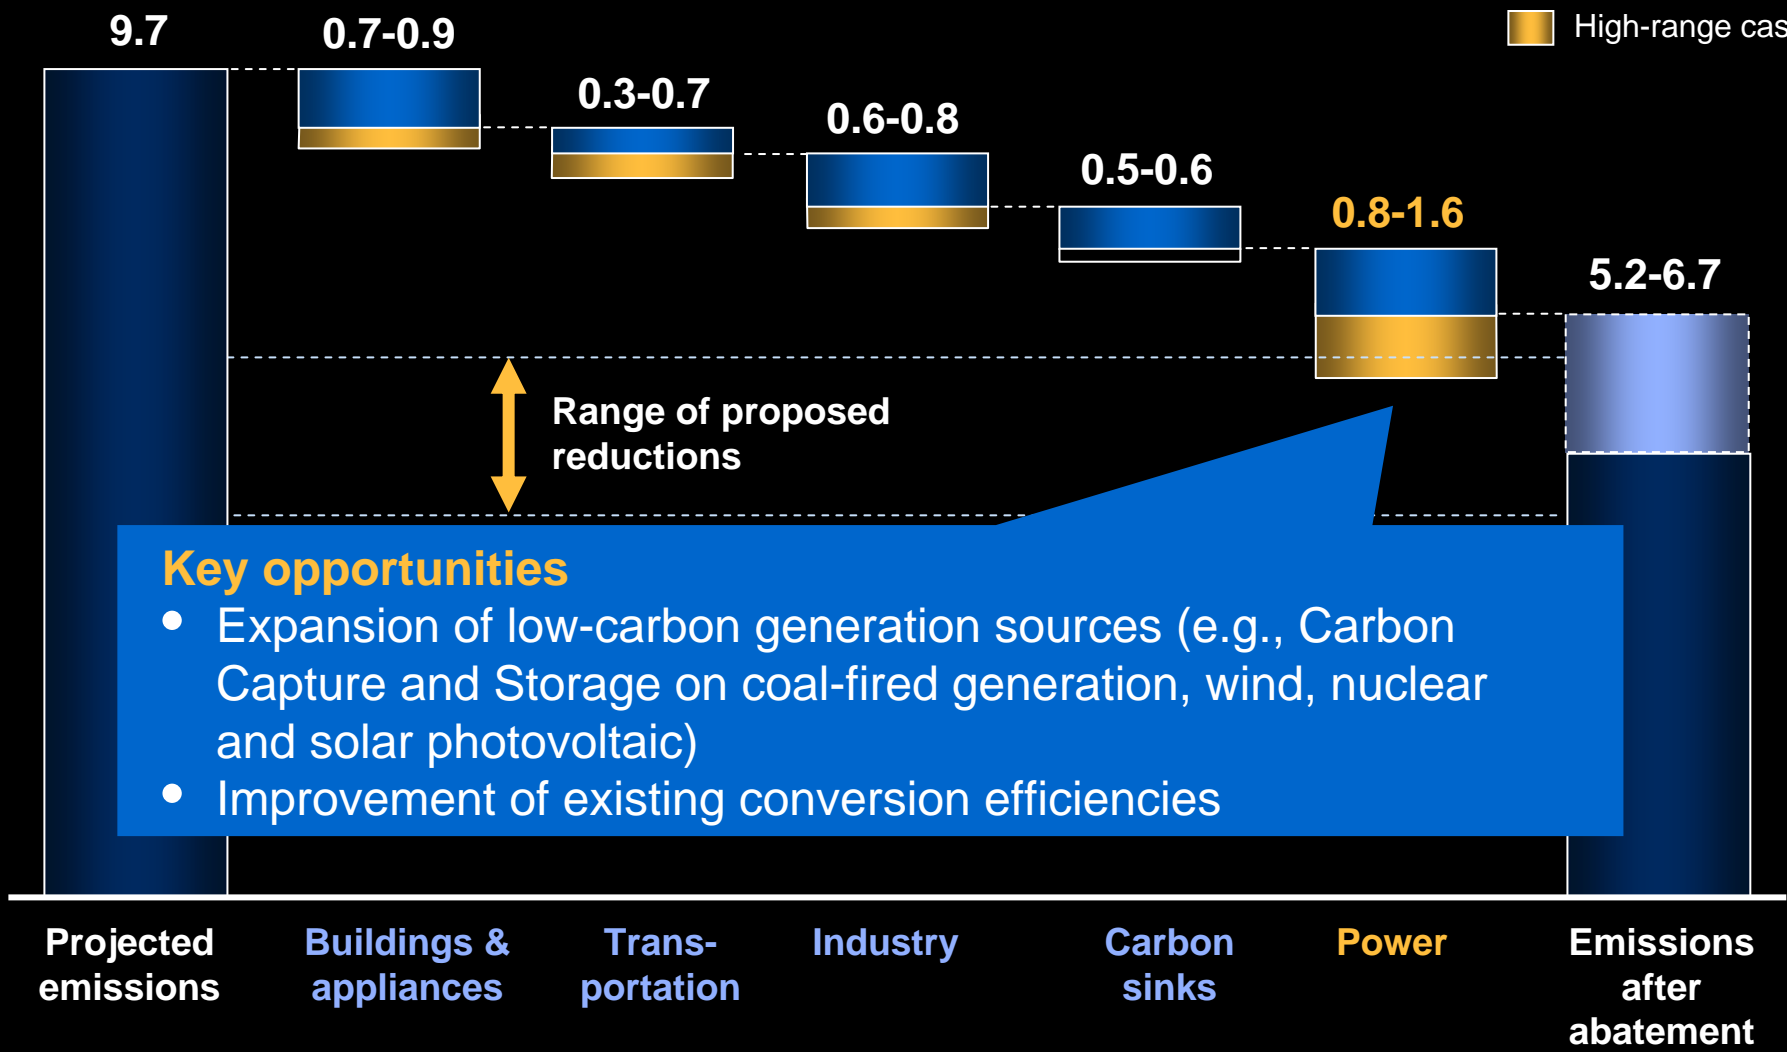 High-range cas
9.7
0.7-0.9
0.3-0.7
0.6-0.8
0.5-0.6
0.8-1.6
5.2-6.7
Range of proposed
reductions
Key opportunities
• Expansion of low-carbon generation sources (e.g., Carbon
Capture and Storage on coal-fired generation, wind, nuclear
and solar photovoltaic)
• Improvement of existing conversion efficiencies
Projected
emissions
Buildings &
appliances
Trans-
portation
Industry
Carbon
sinks
Power
Emissions
after
abatement